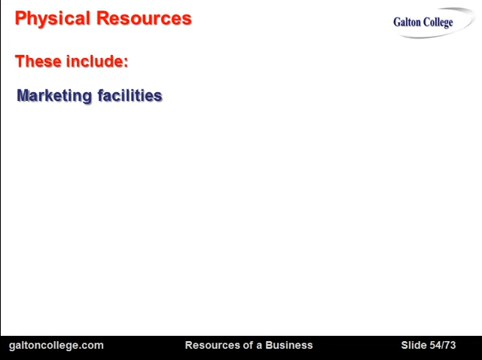 Physical Resources
Galton College
These include:
Marketing facilities
galtoncollege.com Resources of a Business Slide 54/73